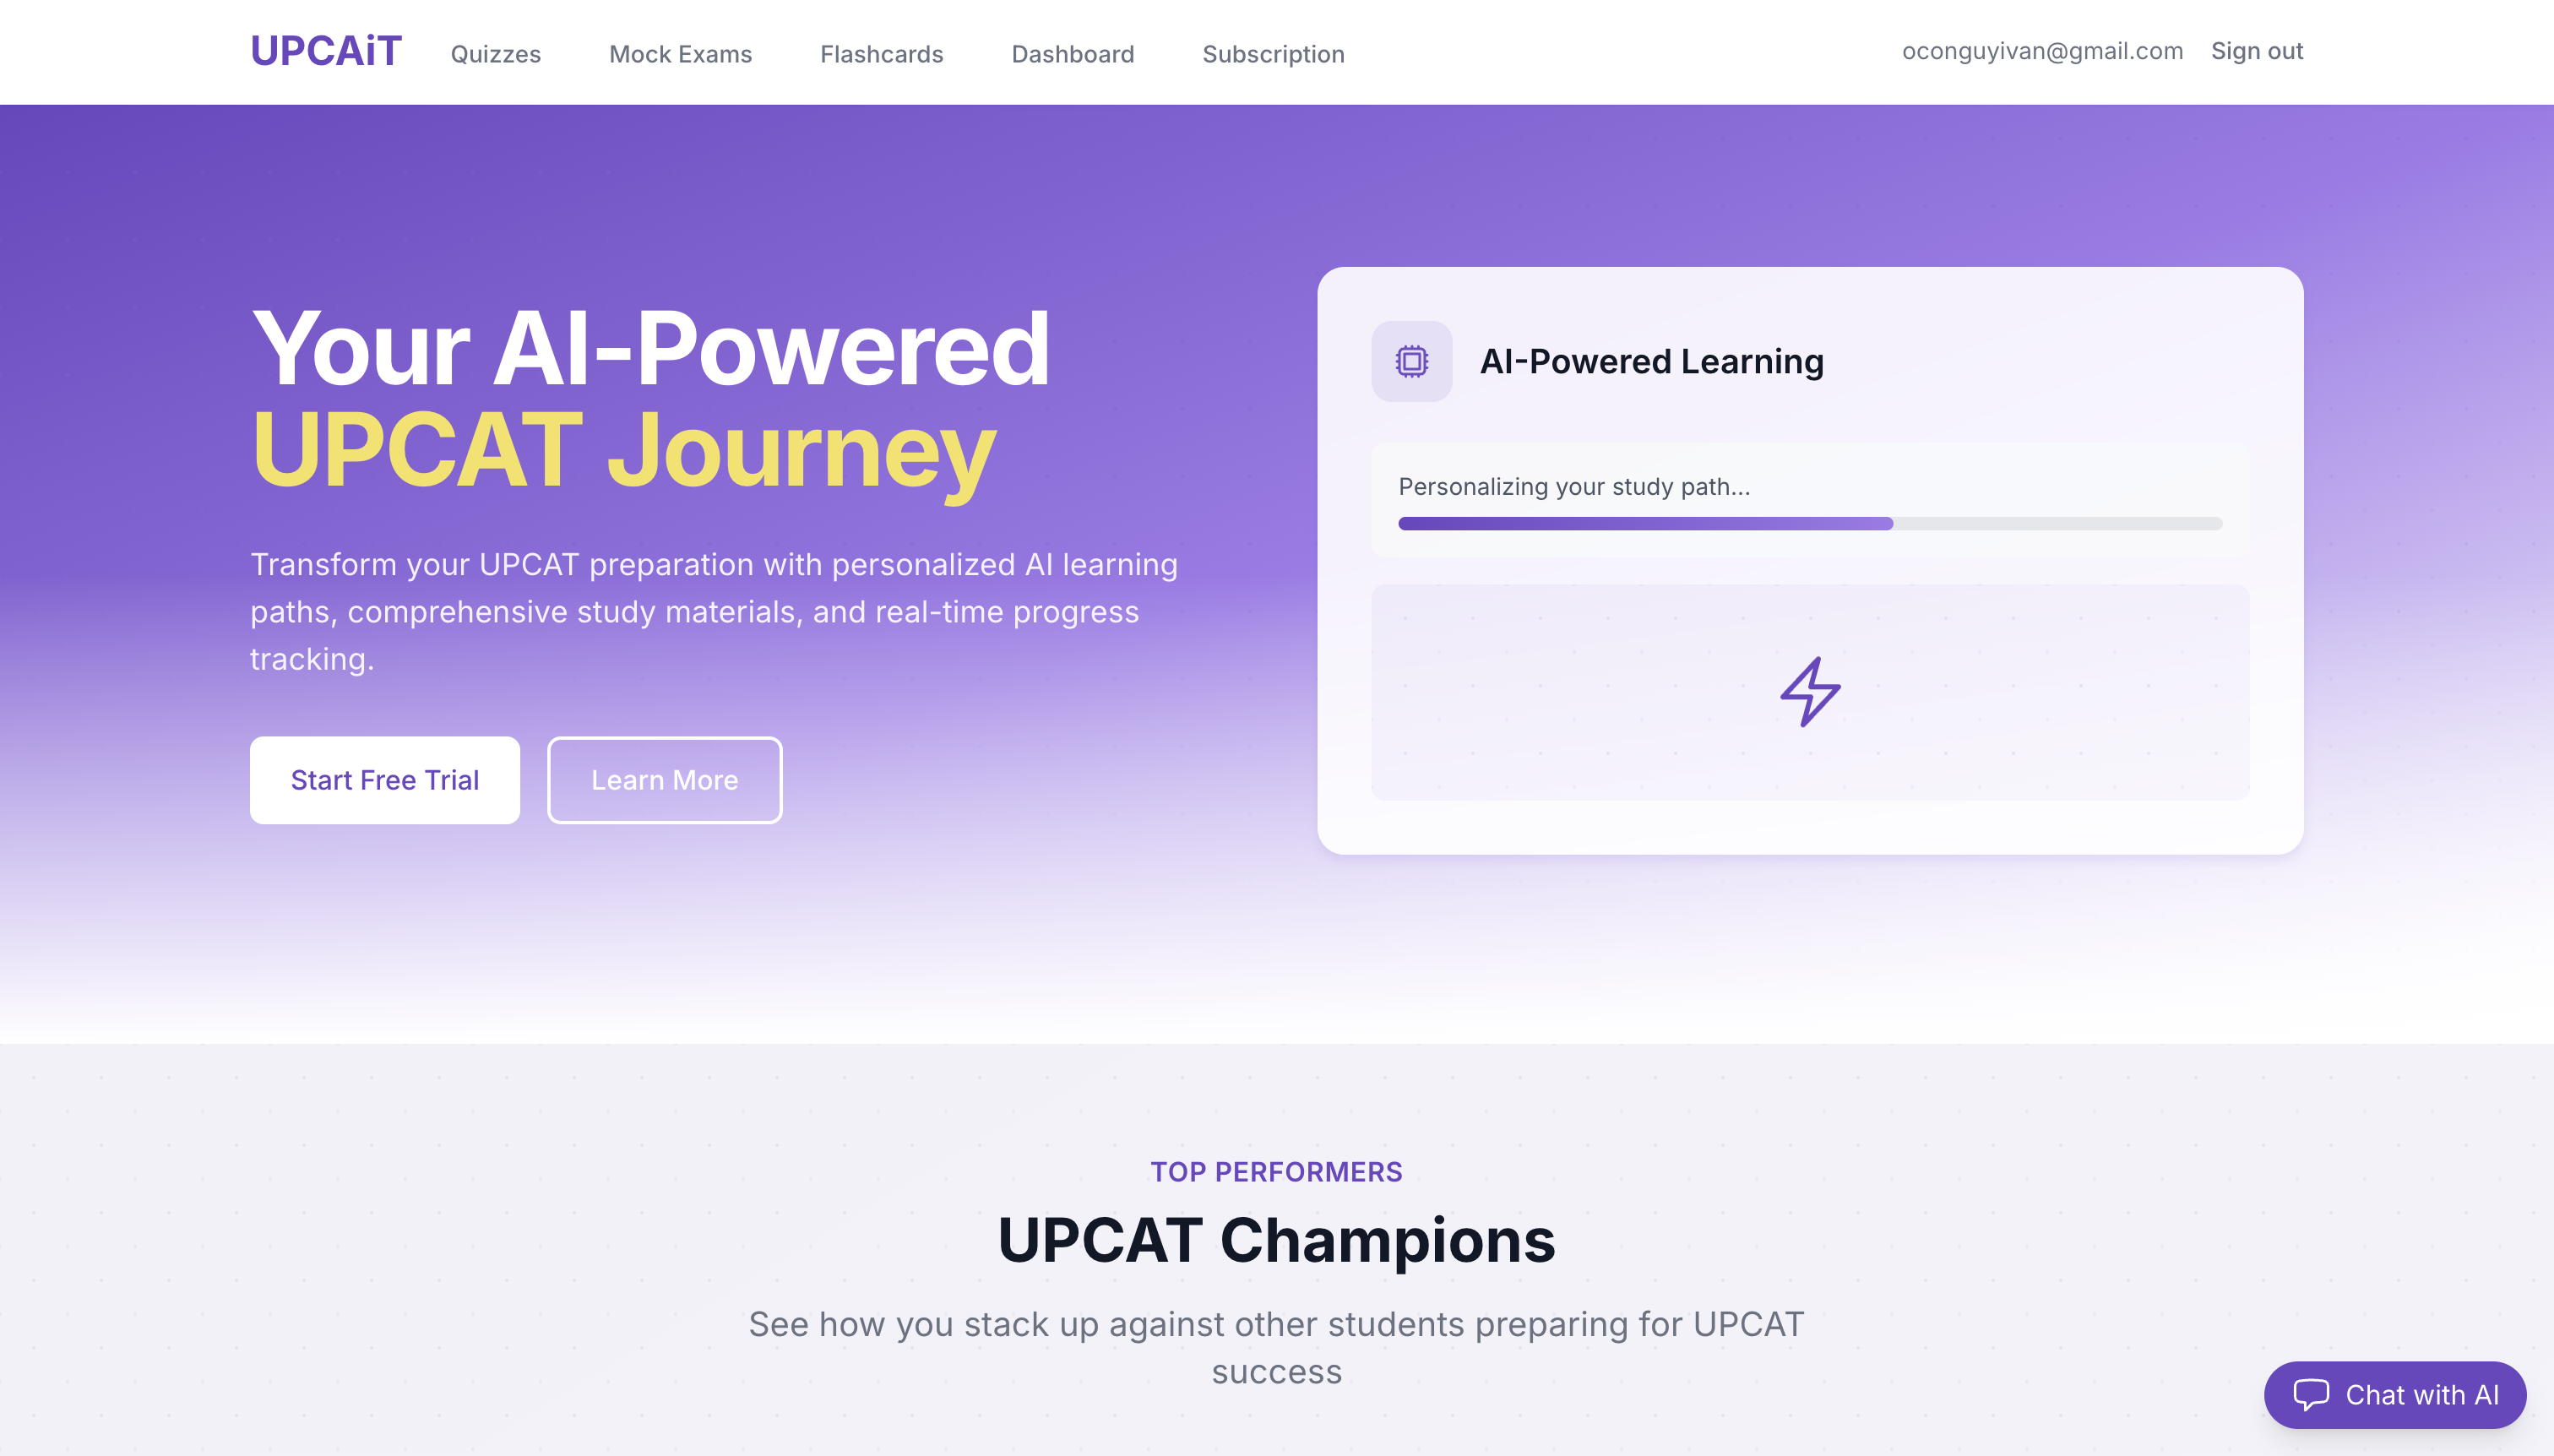 UPCAiT
Quizzes
Mock Exams
Flashcards
Dashboard
Subscription
oconguyivan@gmail.com
Sign out
Your AI-Powered
UPCAT Journey
Transform your UPCAT preparation with personalized AI learning
paths, comprehensive study materials, and real-time progress
tracking.
Start Free Trial
Learn More
AI-Powered Learning
Personalizing your study path...
TOP PERFORMERS
UPCAT Champions
See how you stack up against other students preparing for UPCAT
success
Chat with AI